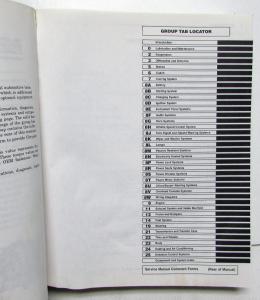 GROUP TAB LOCATOR
Introduction
0 Lubrication and Maintenance
2 Suspension
3 Differential and Driveline
5 Brakes
6 Clutch
7 Cooling System
8A Battery
8B Starting System
8C Charging System
8D Ignition System
8E Instrument Panel Systems
8F Audio Systems
8G Horn Systems
8H Vehicle Speed Control System
8J Turn Signal and Hazard Warning Systems
8K Wiper and Washer Systems
8L Lamps
8M Passive Restraint Systems
8N Electrically Heated Systems
8P Power Lock Systems
8R Power Seats Systems
8S Power Window Systems
8T Power Mirror Systems
8U Chime/Buzzer Warning Systems
8V Overhead Console Systems
8W Wiring Diagrams
9 Engine
11 Exhaust System and Intake Manifold
13 Frame and Bumpers
14 Fuel System
19 Steering
21 Transmission and Transfer Case
22 Tires and Wheels
23 Body
24 Heating and Air Conditioning
25 Emission Control Systems
Component and System Index
Service Manual Comment Forms (Rear of Manual)